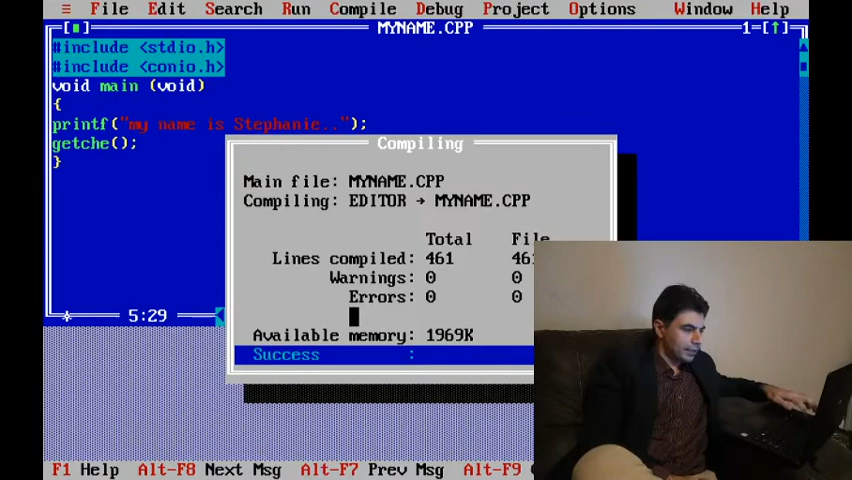 ≡ File Edit Search Run Compile Debug Project Options Window Help
[■] MYNAME.CPP 1=[↑]
#include <stdio.h>
#include <conio.h>
void main (void)
{
printf("my name is Stephanie..");
getche();
}
Compiling
Main file: MYNAME.CPP
Compiling: EDITOR → MYNAME.CPP
Total File
Lines compiled: 461 461
Warnings: 0 0
Errors: 0 0
Available memory: 1969K
Success :
5:29
F1 Help Alt-F8 Next Msg Alt-F7 Prev Msg Alt-F9